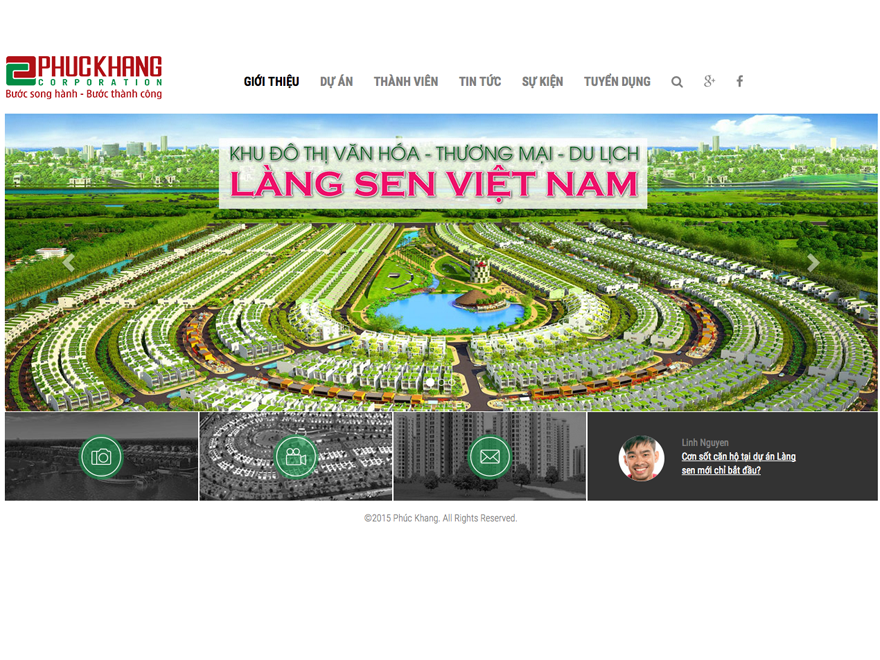 PHUCKHANG
CORPORATION
Bước song hành - Bước thành công
GIỚI THIỆU DỰ ÁN THÀNH VIÊN TIN TỨC SỰ KIỆN TUYỂN DỤNG
KHU ĐÔ THỊ VĂN HÓA - THƯƠNG MẠI - DU LỊCH
LÀNG SEN VIỆT NAM
Linh Nguyen
Cơn sốt căn hộ tại dự án Làng
sen mới chỉ bắt đầu?
©2015 Phúc Khang. All Rights Reserved.